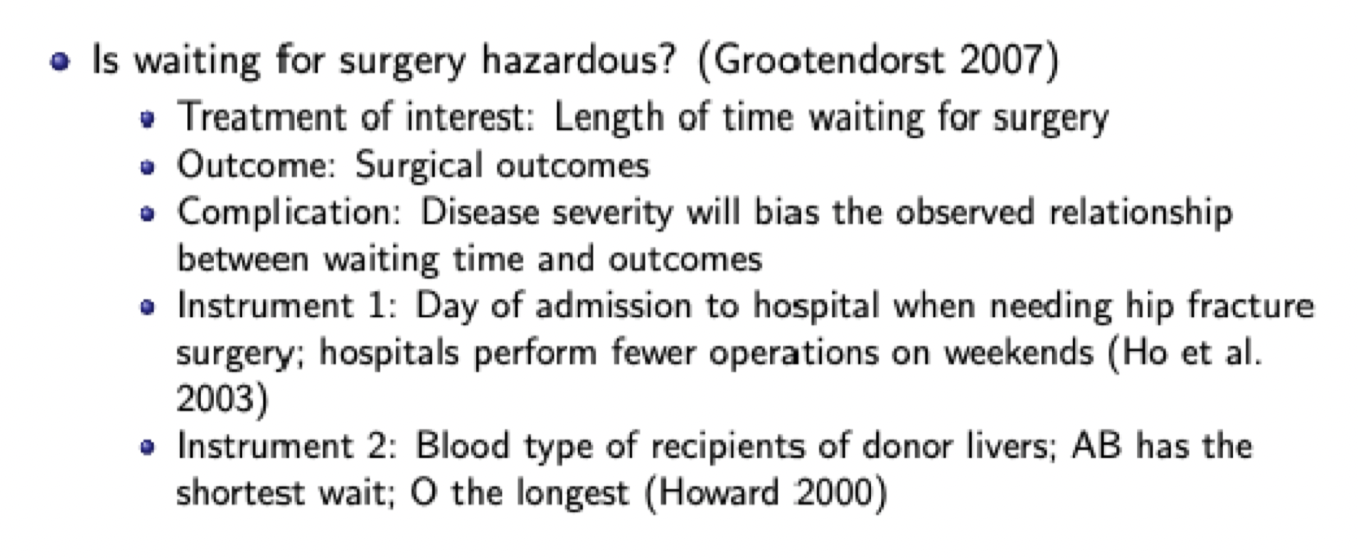 Is waiting for surgery hazardous? (Grootendorst 2007)
Treatment of interest: Length of time waiting for surgery
Outcome: Surgical outcomes
Complication: Disease severity will bias the observed relationship
between waiting time and outcomes
Instrument 1: Day of admission to hospital when needing hip fracture
surgery; hospitals perform fewer operations on weekends (Ho et al.
2003)
Instrument 2: Blood type of recipients of donor livers; AB has the
shortest wait; O the longest (Howard 2000)